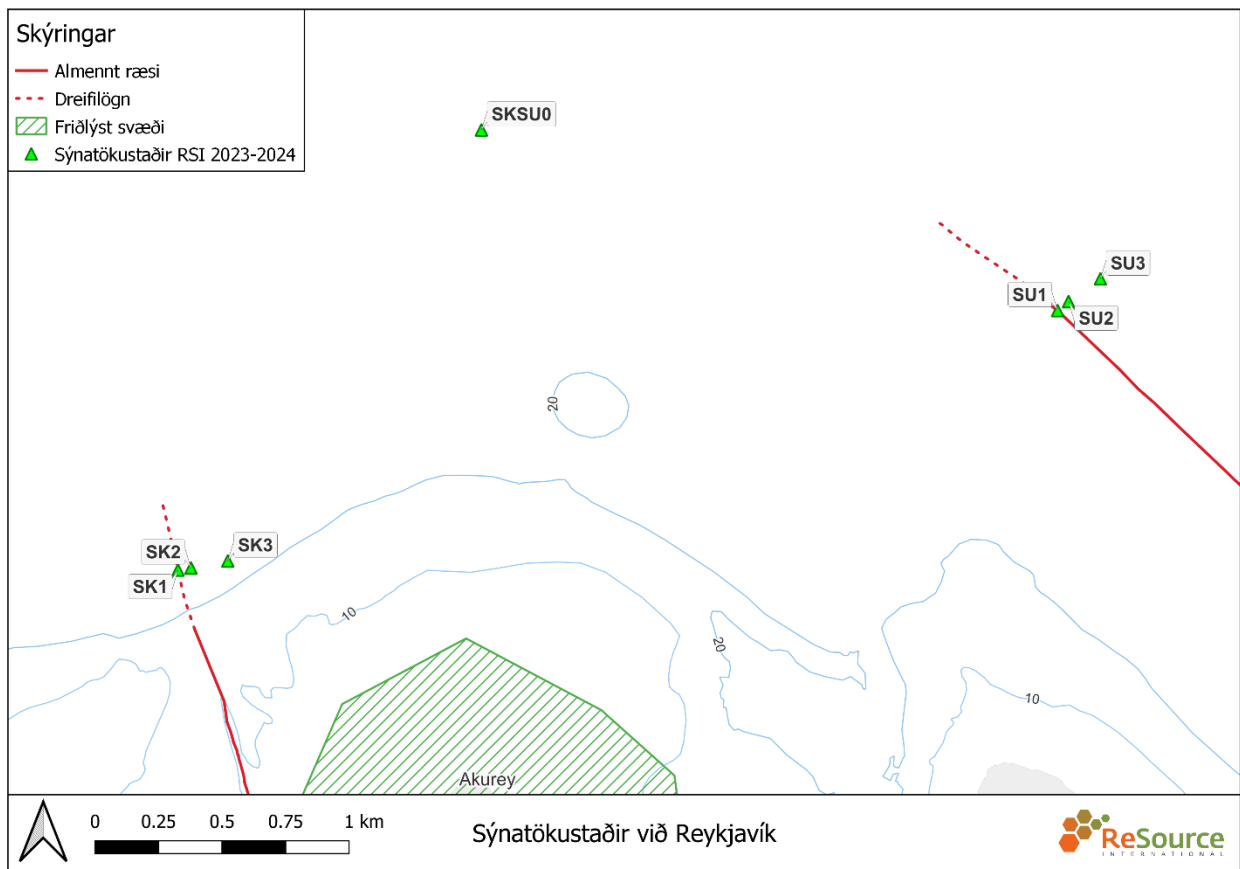 Skýringar
Almennt ræsi
Dreifilögn
Friðlýst svæði
Sýnatökustaðir RSI 2023-2024
SKSU0
SU3
SU1
SU2
20
SK2
SK3
SK1
10
20
10
Akurey
0 0.25 0.5 0.75 1 km
Sýnatökustaðir við Reykjavík
ReSource
INTERNATIONAL